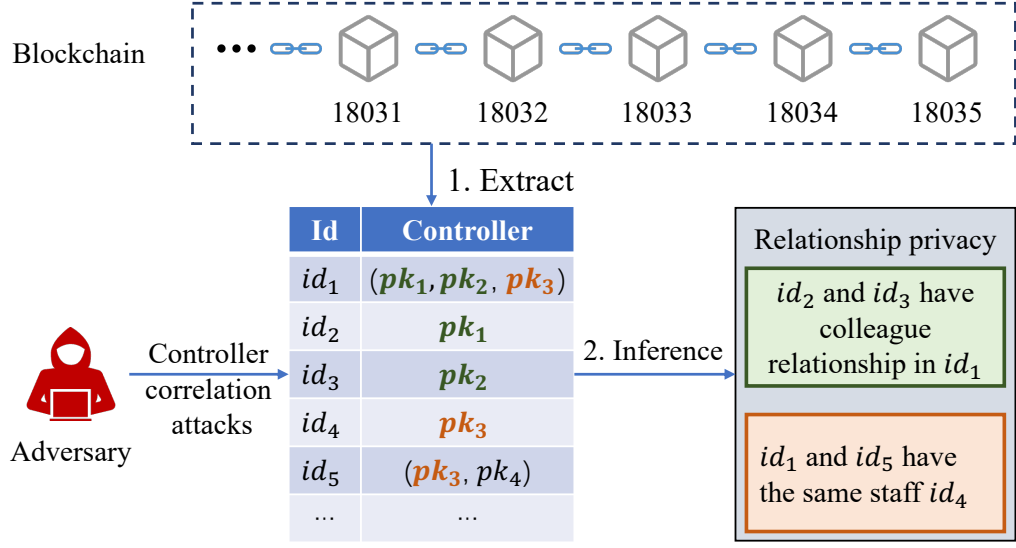 Blockchain
•••
18031 18032 18033 18034 18035
1. Extract
Id Controller
id₁ (pk₁, pk₂, pk₃)
id₂ pk₁
id₃ pk₂
id₄ pk₃
id₅ (pk₃, pk₄)
... ...
Adversary
Controller
correlation
attacks
2. Inference
Relationship privacy
id₂ and id₃ have
colleague
relationship in id₁
id₁ and id₅ have
the same staff id₄